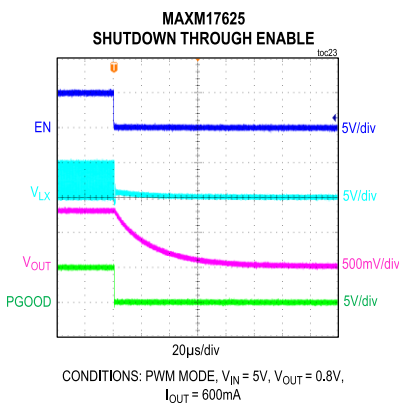 MAXM17625
SHUTDOWN THROUGH ENABLE
toc23
T
EN
5V/div
VLX
5V/div
VOUT
500mV/div
PGOOD
5V/div
20µs/div
CONDITIONS: PWM MODE, VIN = 5V, VOUT = 0.8V,
IOUT = 600mA